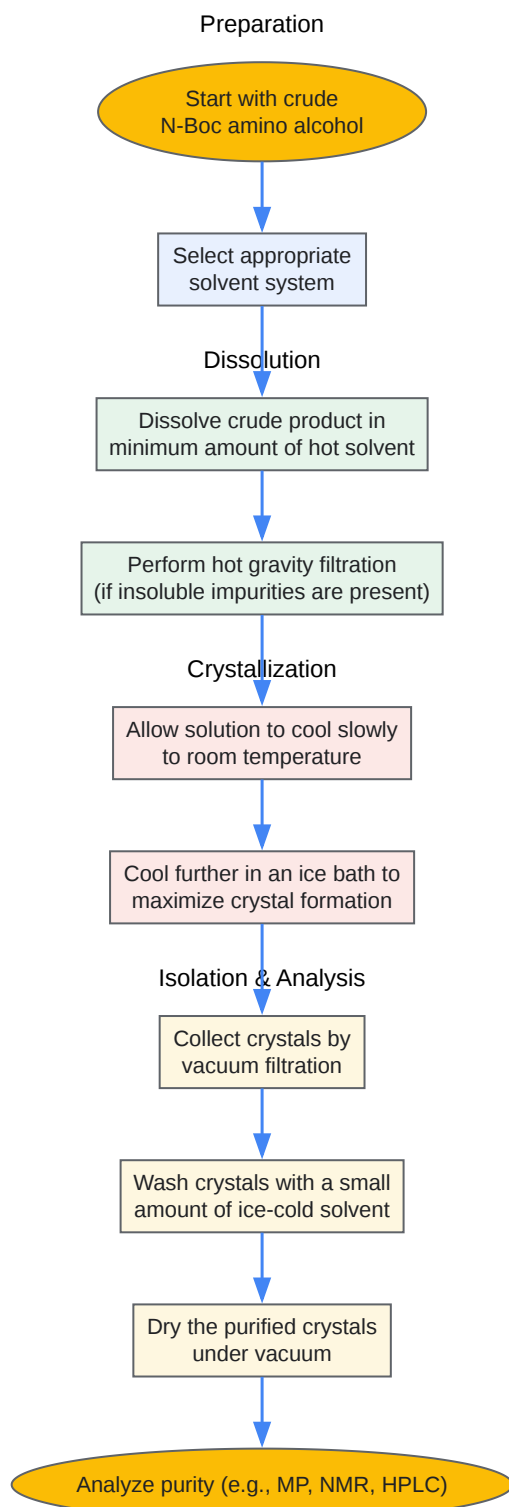 Preparation
Start with crude
N-Boc amino alcohol
Select appropriate
solvent system
Dissolution
Dissolve crude product in
minimum amount of hot solvent
Perform hot gravity filtration
(if insoluble impurities are present)
Crystallization
Allow solution to cool slowly
to room temperature
Cool further in an ice bath to
maximize crystal formation
Isolation & Analysis
Collect crystals by
vacuum filtration
Wash crystals with a small
amount of ice-cold solvent
Dry the purified crystals
under vacuum
Analyze purity (e.g., MP, NMR, HPLC)